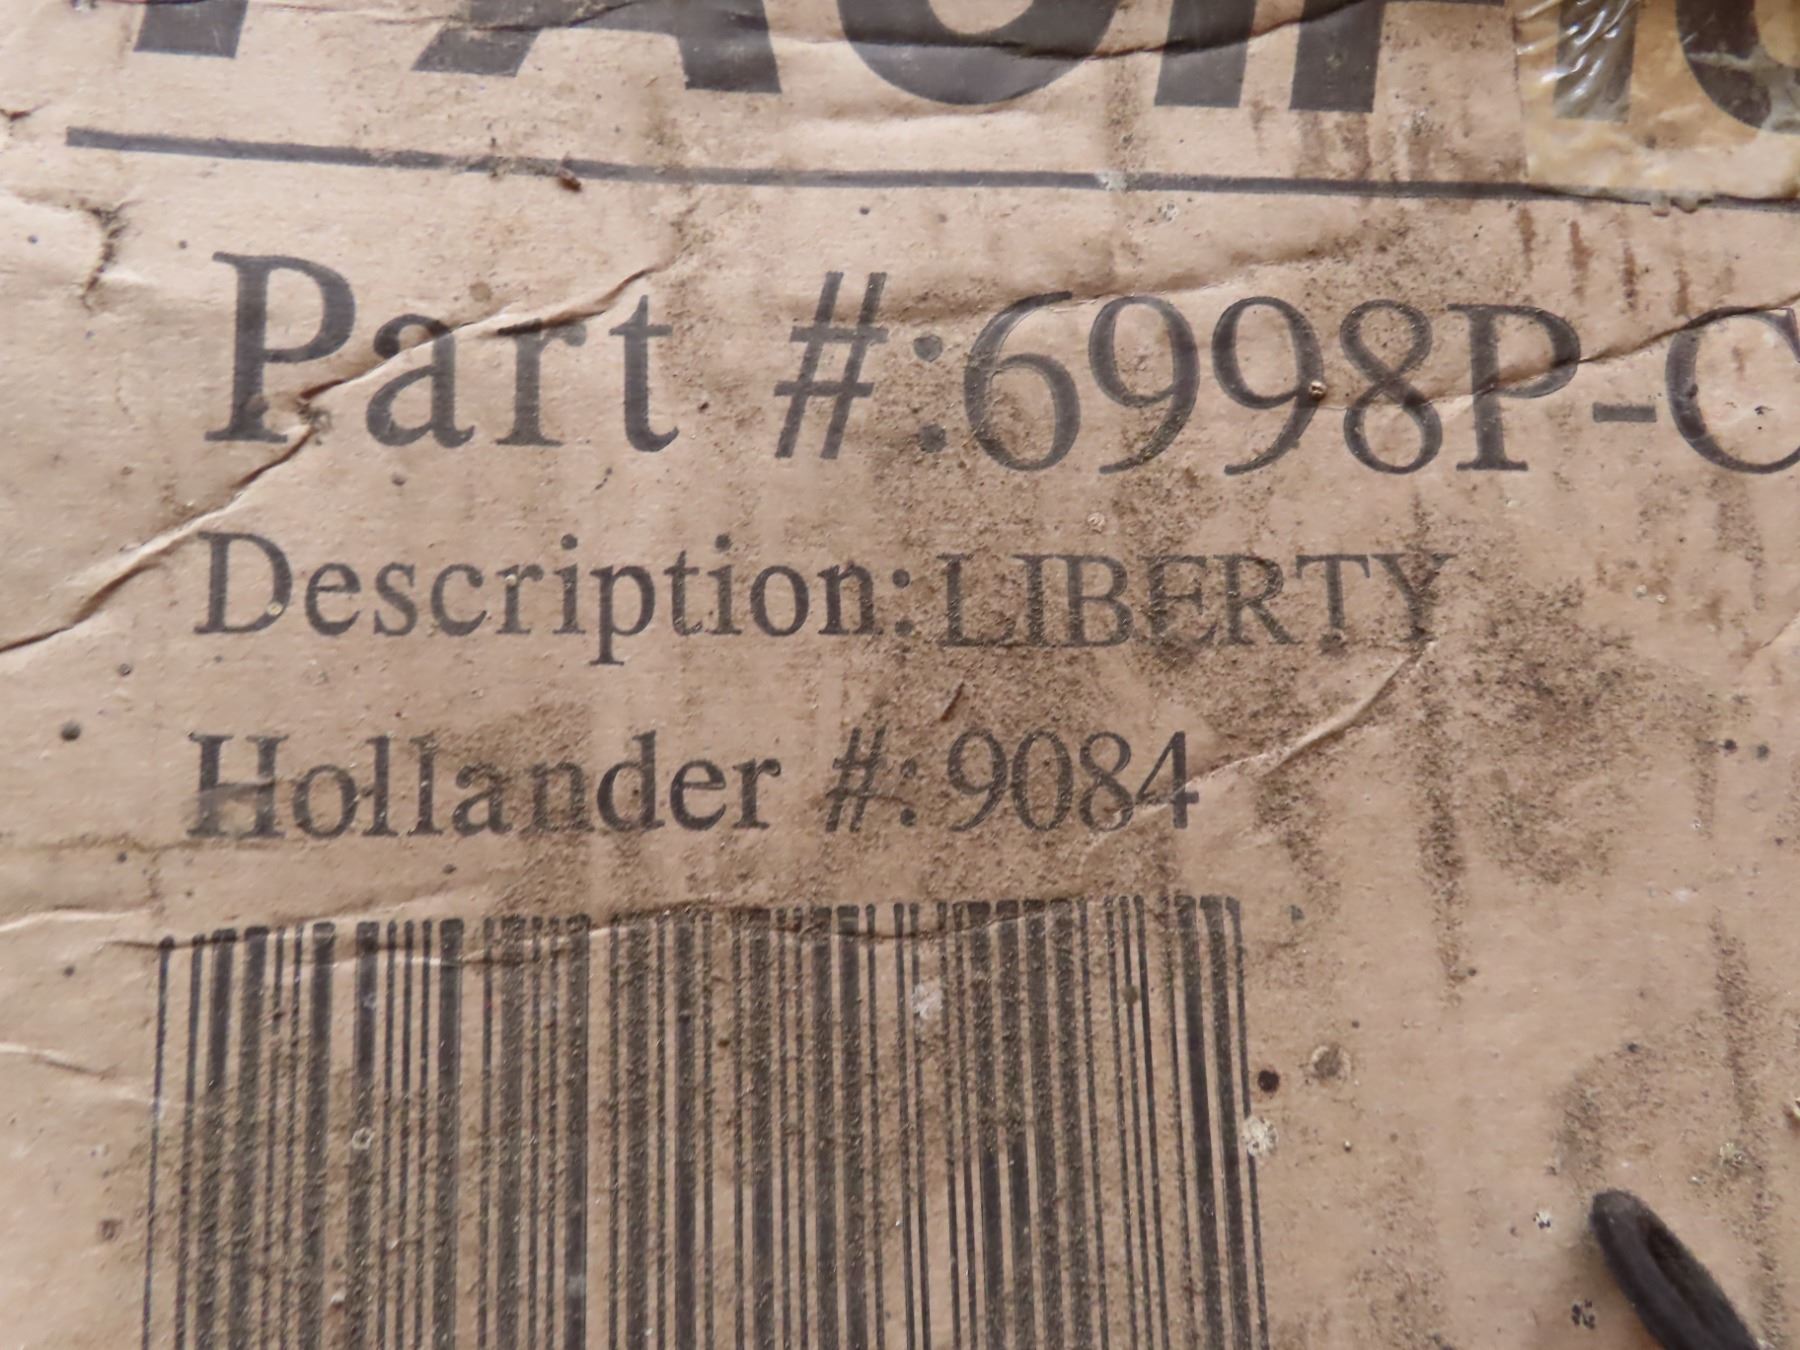 Part #:6998P-C
Description:LIBERTY
Hollander #: 9084